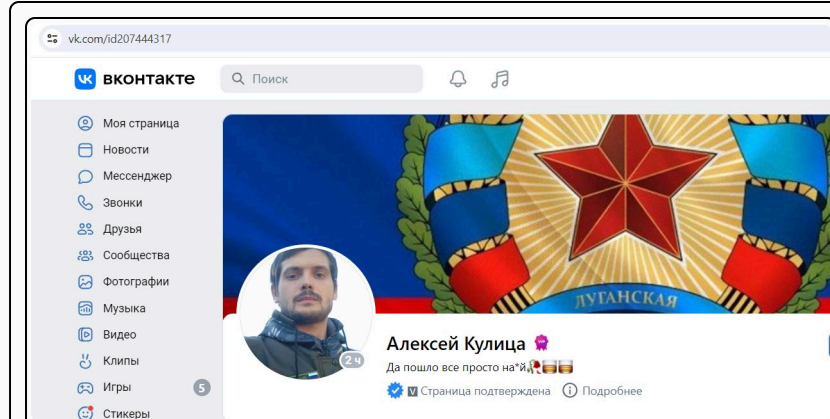 vk.com/id207444317
вконтакте
Поиск
Моя страница
Новости
Мессенджер
Звонки
Друзья
Сообщества
Фотографии
Музыка
Видео
Клипы
Игры 5
Стикеры
ЛУГАНСКАЯ
2 ч
Алексей Кулица
Да пошло все просто на*й
Страница подтверждена Подробнее